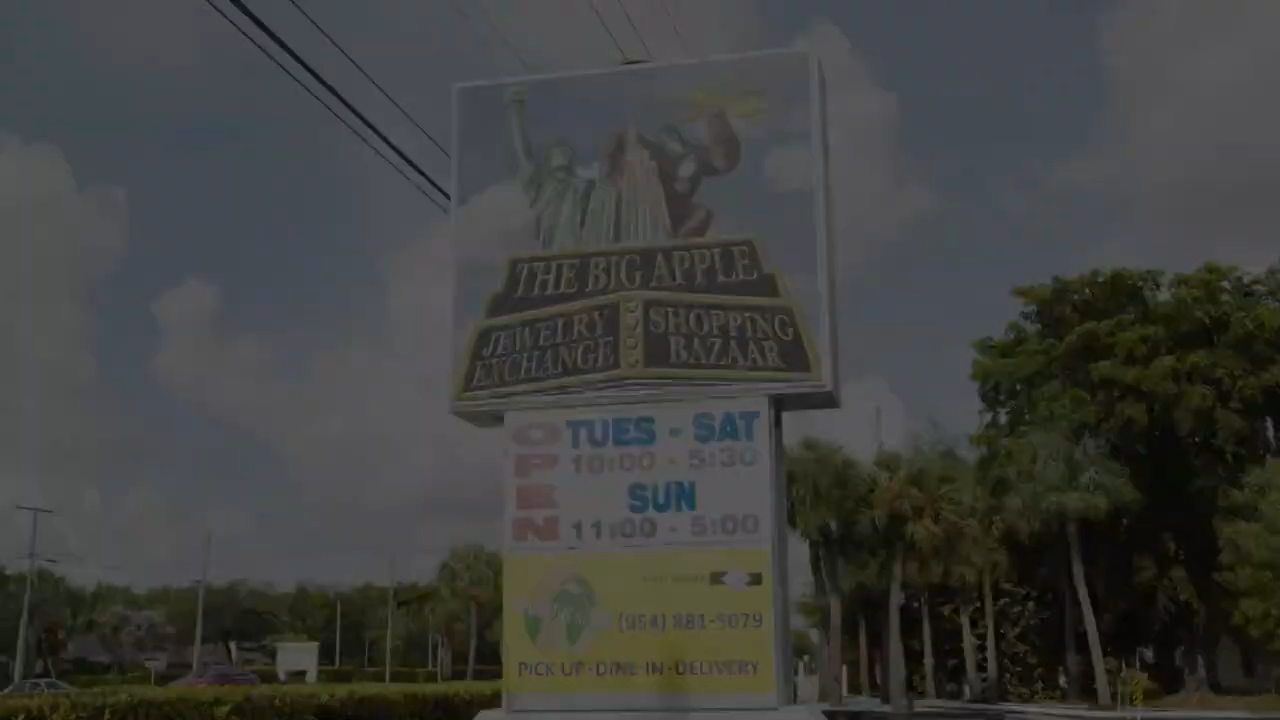 THE BIG APPLE
JEWELRY
EXCHANGE
SHOPPING
BAZAAR
OPEN
TUES - SAT
10:00 - 5:30
SUN
11:00 - 5:00
(954) 881-5079
PICK UP·DINE IN·DELIVERY